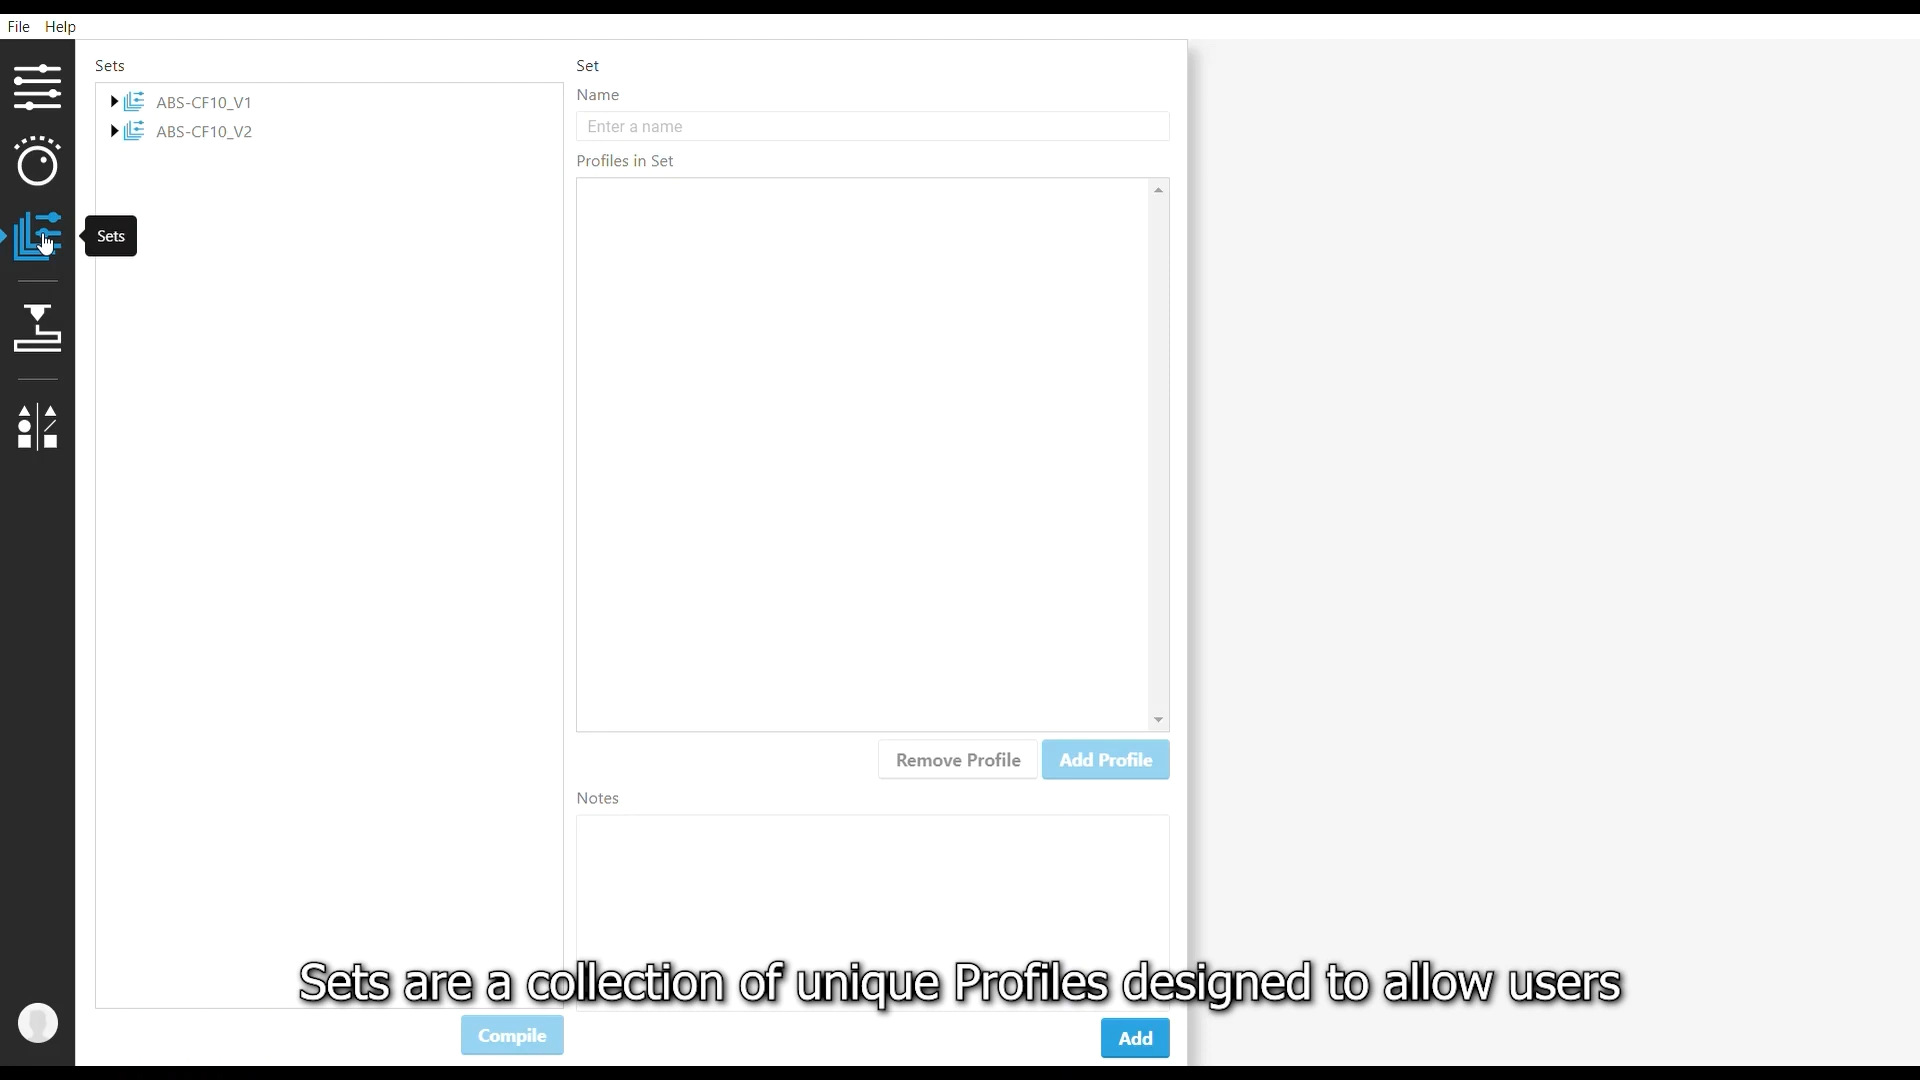 File Help
Sets
ABS-CF10_V1
ABS-CF10_V2
Sets
Set
Name
Enter a name
Profiles in Set
Remove Profile Add Profile
Notes
Sets are a collection of unique Profiles designed to allow users
Compile
Add